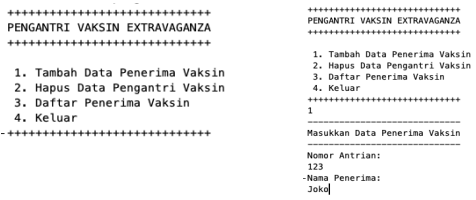 +++++++++++++++++++++++++++++
PENGANTRI VAKSIN EXTRAVAGANZA
+++++++++++++++++++++++++++++
1. Tambah Data Penerima Vaksin
2. Hapus Data Pengantri Vaksin
3. Daftar Penerima Vaksin
4. Keluar
-+++++++++++++++++++++++++++++
+++++++++++++++++++++++++++++
PENGANTRI VAKSIN EXTRAVAGANZA
+++++++++++++++++++++++++++++
1. Tambah Data Penerima Vaksin
2. Hapus Data Pengantri Vaksin
3. Daftar Penerima Vaksin
4. Keluar
+++++++++++++++++++++++++++++
1
-----------------------------
Masukkan Data Penerima Vaksin
-----------------------------
Nomor Antrian:
123
-Nama Penerima:
Joko